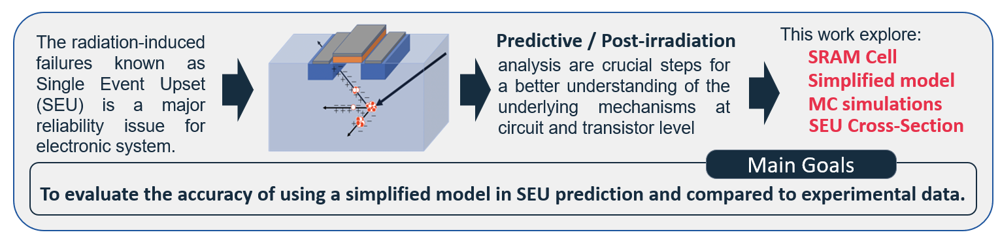 The radiation-induced
failures known as
Single Event Upset
(SEU) is a major
reliability issue for
electronic system.
Predictive / Post-irradiation
analysis are crucial steps for
a better understanding of the
underlying mechanisms at
circuit and transistor level
This work explore:
SRAM Cell
Simplified model
MC simulations
SEU Cross-Section
Main Goals
To evaluate the accuracy of using a simplified model in SEU prediction and compared to experimental data.